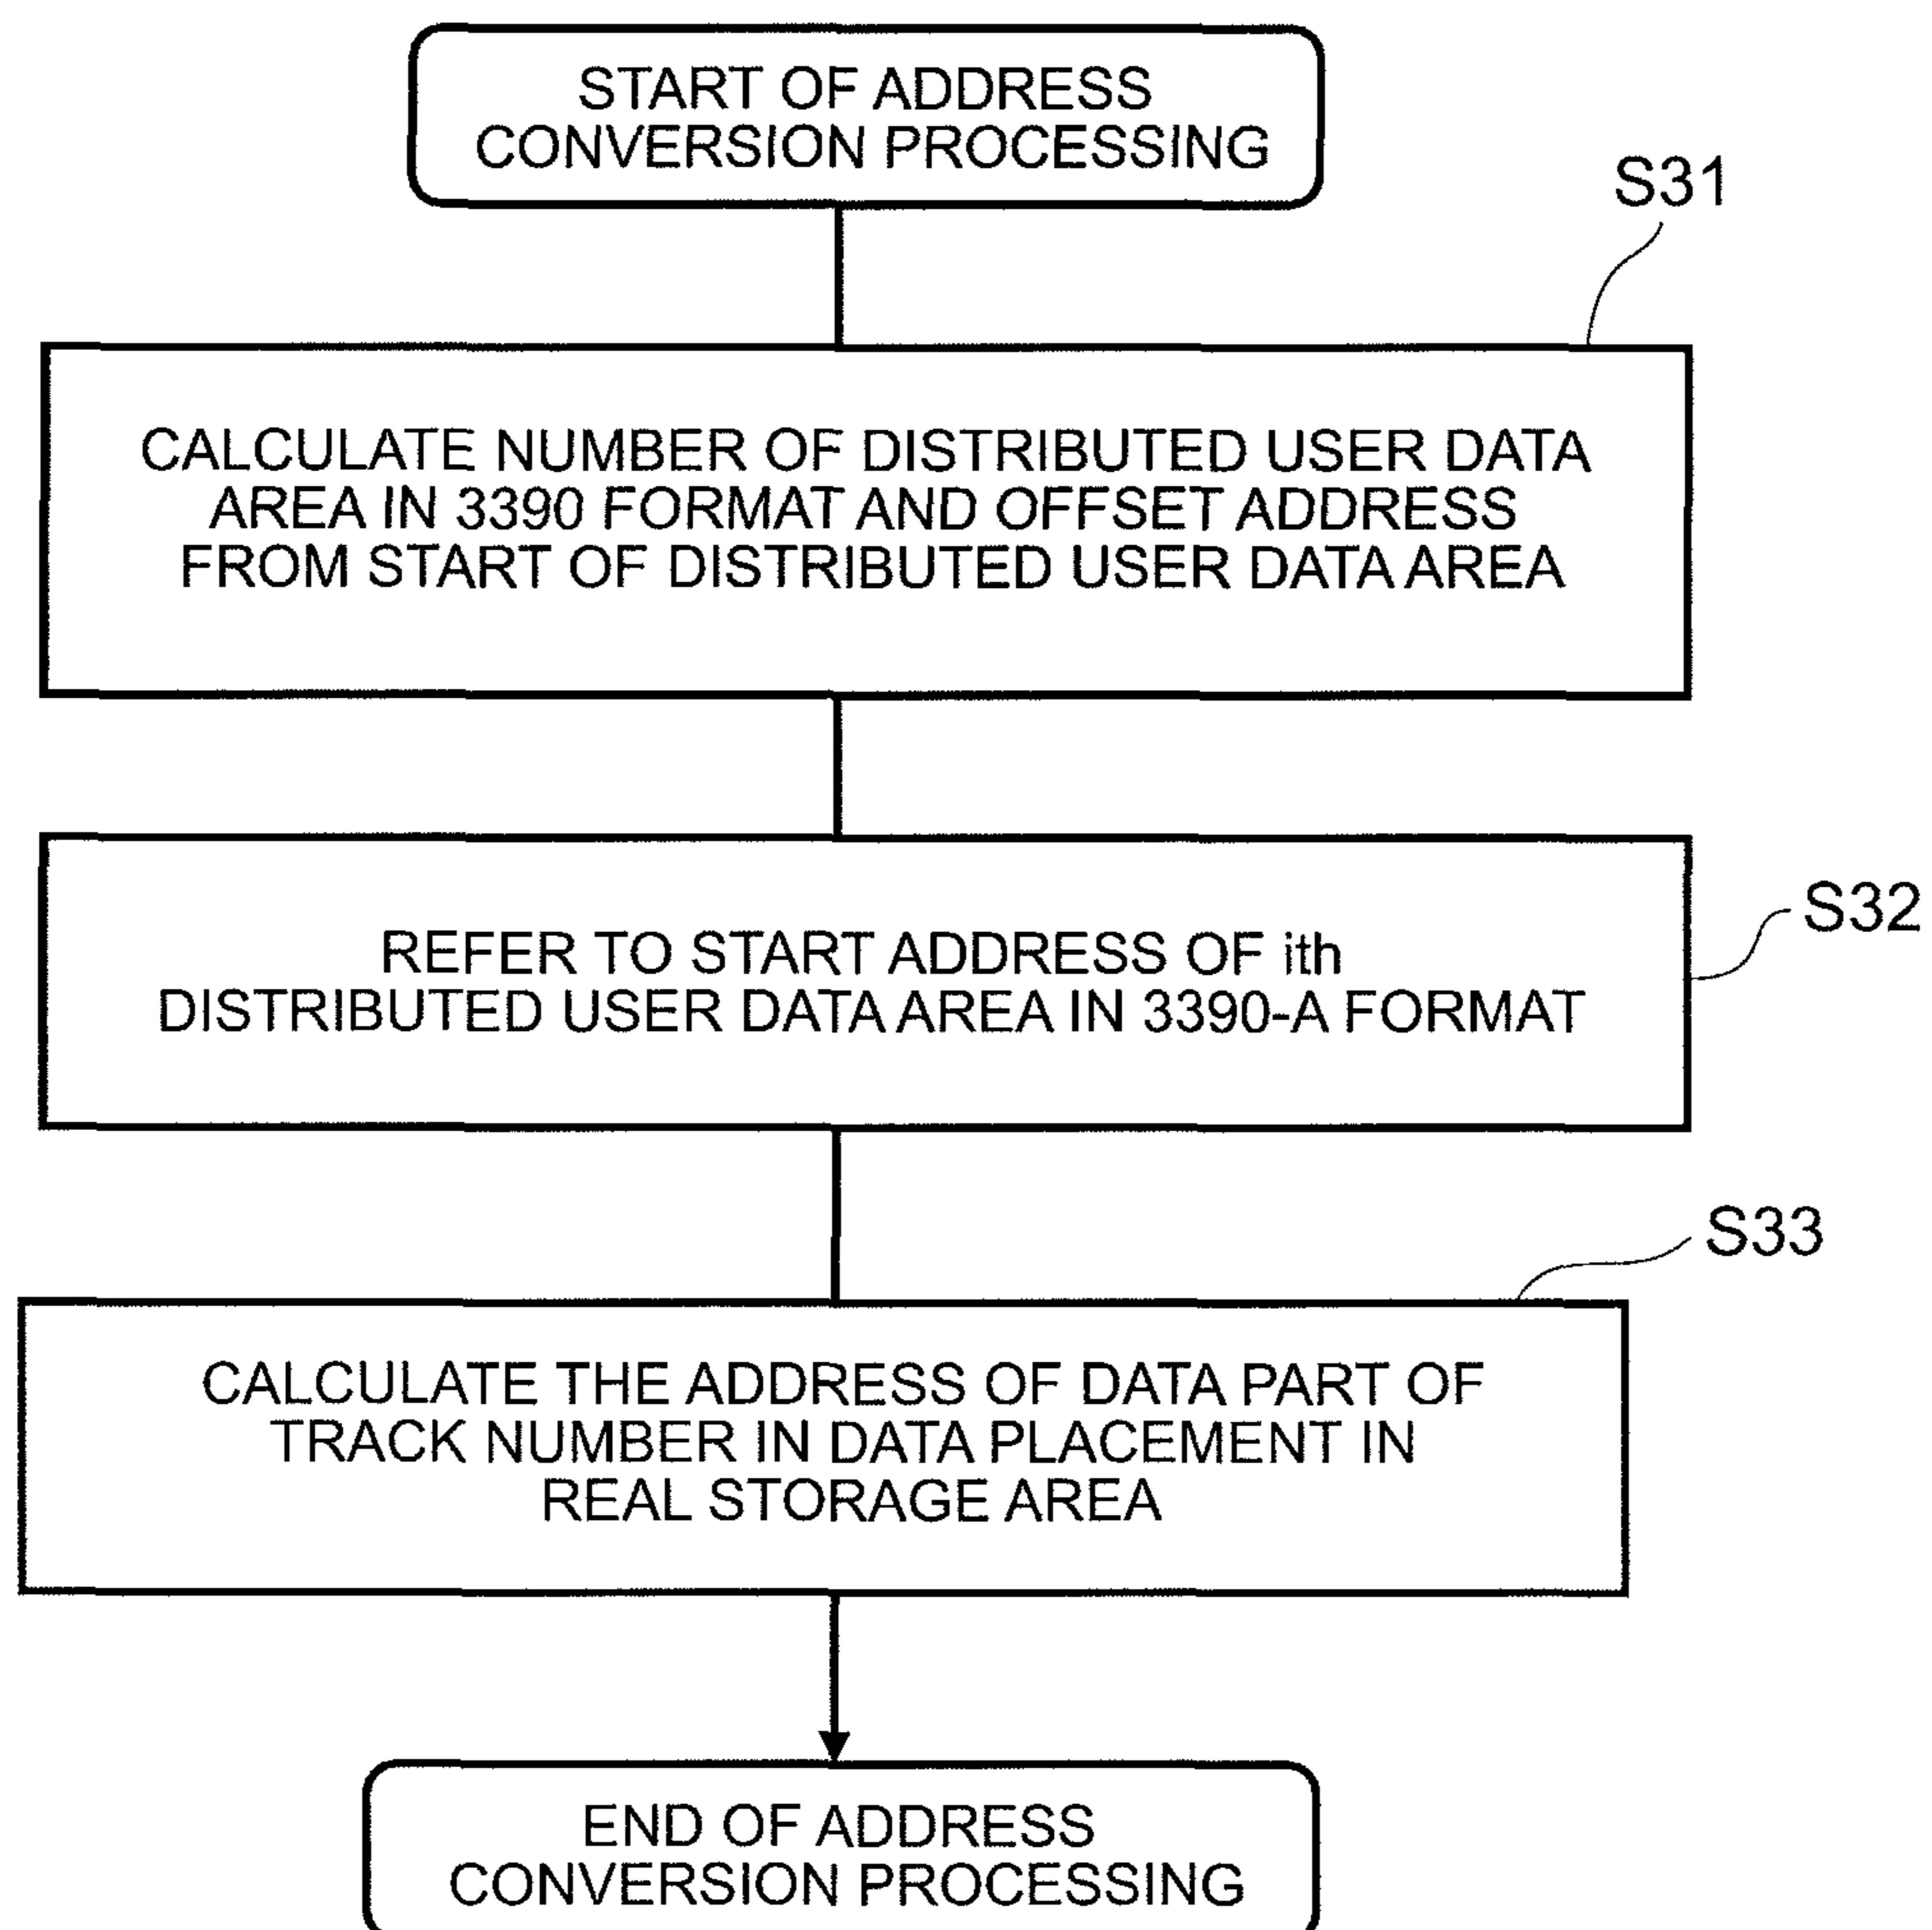 START OF ADDRESS
CONVERSION PROCESSING
S31
CALCULATE NUMBER OF DISTRIBUTED USER DATA
AREA IN 3390 FORMAT AND OFFSET ADDRESS
FROM START OF DISTRIBUTED USER DATA AREA
S32
REFER TO START ADDRESS OF ith
DISTRIBUTED USER DATA AREA IN 3390-A FORMAT
S33
CALCULATE THE ADDRESS OF DATA PART OF
TRACK NUMBER IN DATA PLACEMENT IN
REAL STORAGE AREA
END OF ADDRESS
CONVERSION PROCESSING